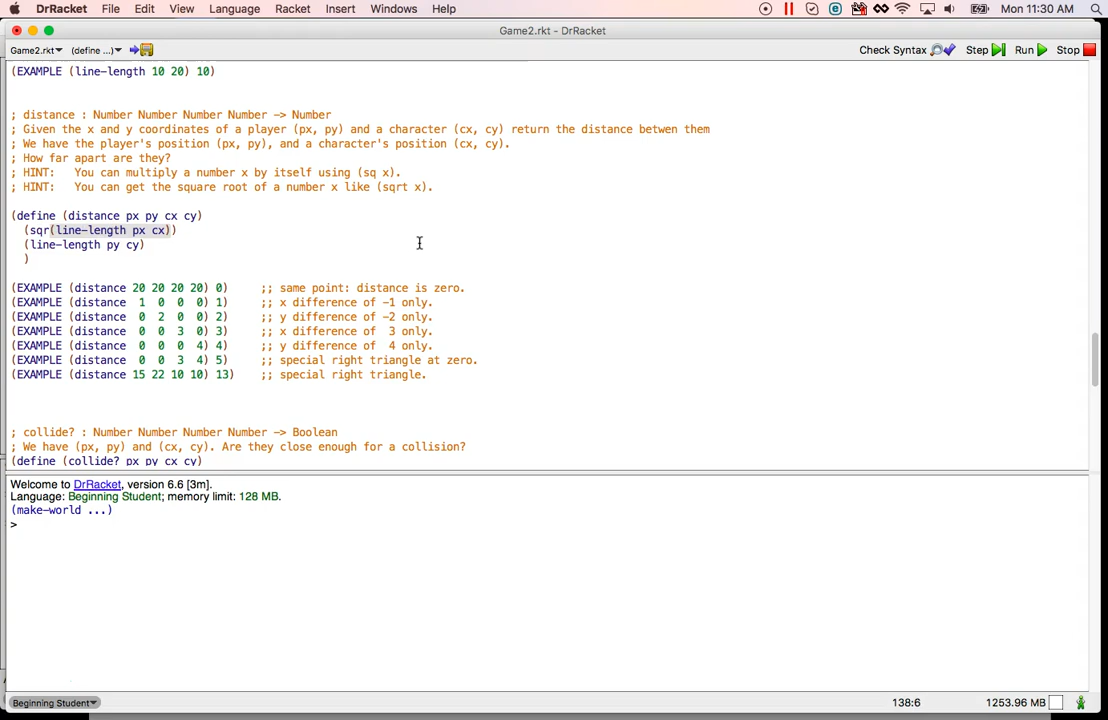 DrRacket File Edit View Language Racket Insert Windows Help Mon 11:30 AM
Game2.rkt - DrRacket
Game2.rkt▾ (define ...)▾ Check Syntax Step Run Stop
(EXAMPLE (line-length 10 20) 10)
; distance : Number Number Number Number -> Number
; Given the x and y coordinates of a player (px, py) and a character (cx, cy) return the distance betwen them
; We have the player's position (px, py), and a character's position (cx, cy).
; How far apart are they?
; HINT: You can multiply a number x by itself using (sq x).
; HINT: You can get the square root of a number x like (sqrt x).
(define (distance px py cx cy)
(sqr(line-length px cx))
(line-length py cy)
)
(EXAMPLE (distance 20 20 20 20) 0) ;; same point: distance is zero.
(EXAMPLE (distance 1 0 0 0) 1) ;; x difference of -1 only.
(EXAMPLE (distance 0 2 0 0) 2) ;; y difference of -2 only.
(EXAMPLE (distance 0 0 3 0) 3) ;; x difference of 3 only.
(EXAMPLE (distance 0 0 0 4) 4) ;; y difference of 4 only.
(EXAMPLE (distance 0 0 3 4) 5) ;; special right triangle at zero.
(EXAMPLE (distance 15 22 10 10) 13) ;; special right triangle.
; collide? : Number Number Number Number -> Boolean
; We have (px, py) and (cx, cy). Are they close enough for a collision?
(define (collide? px py cx cy)
Welcome to DrRacket, version 6.6 [3m].
Language: Beginning Student; memory limit: 128 MB.
(make-world ...)
>
Beginning Student▾ 138:6 1253.96 MB